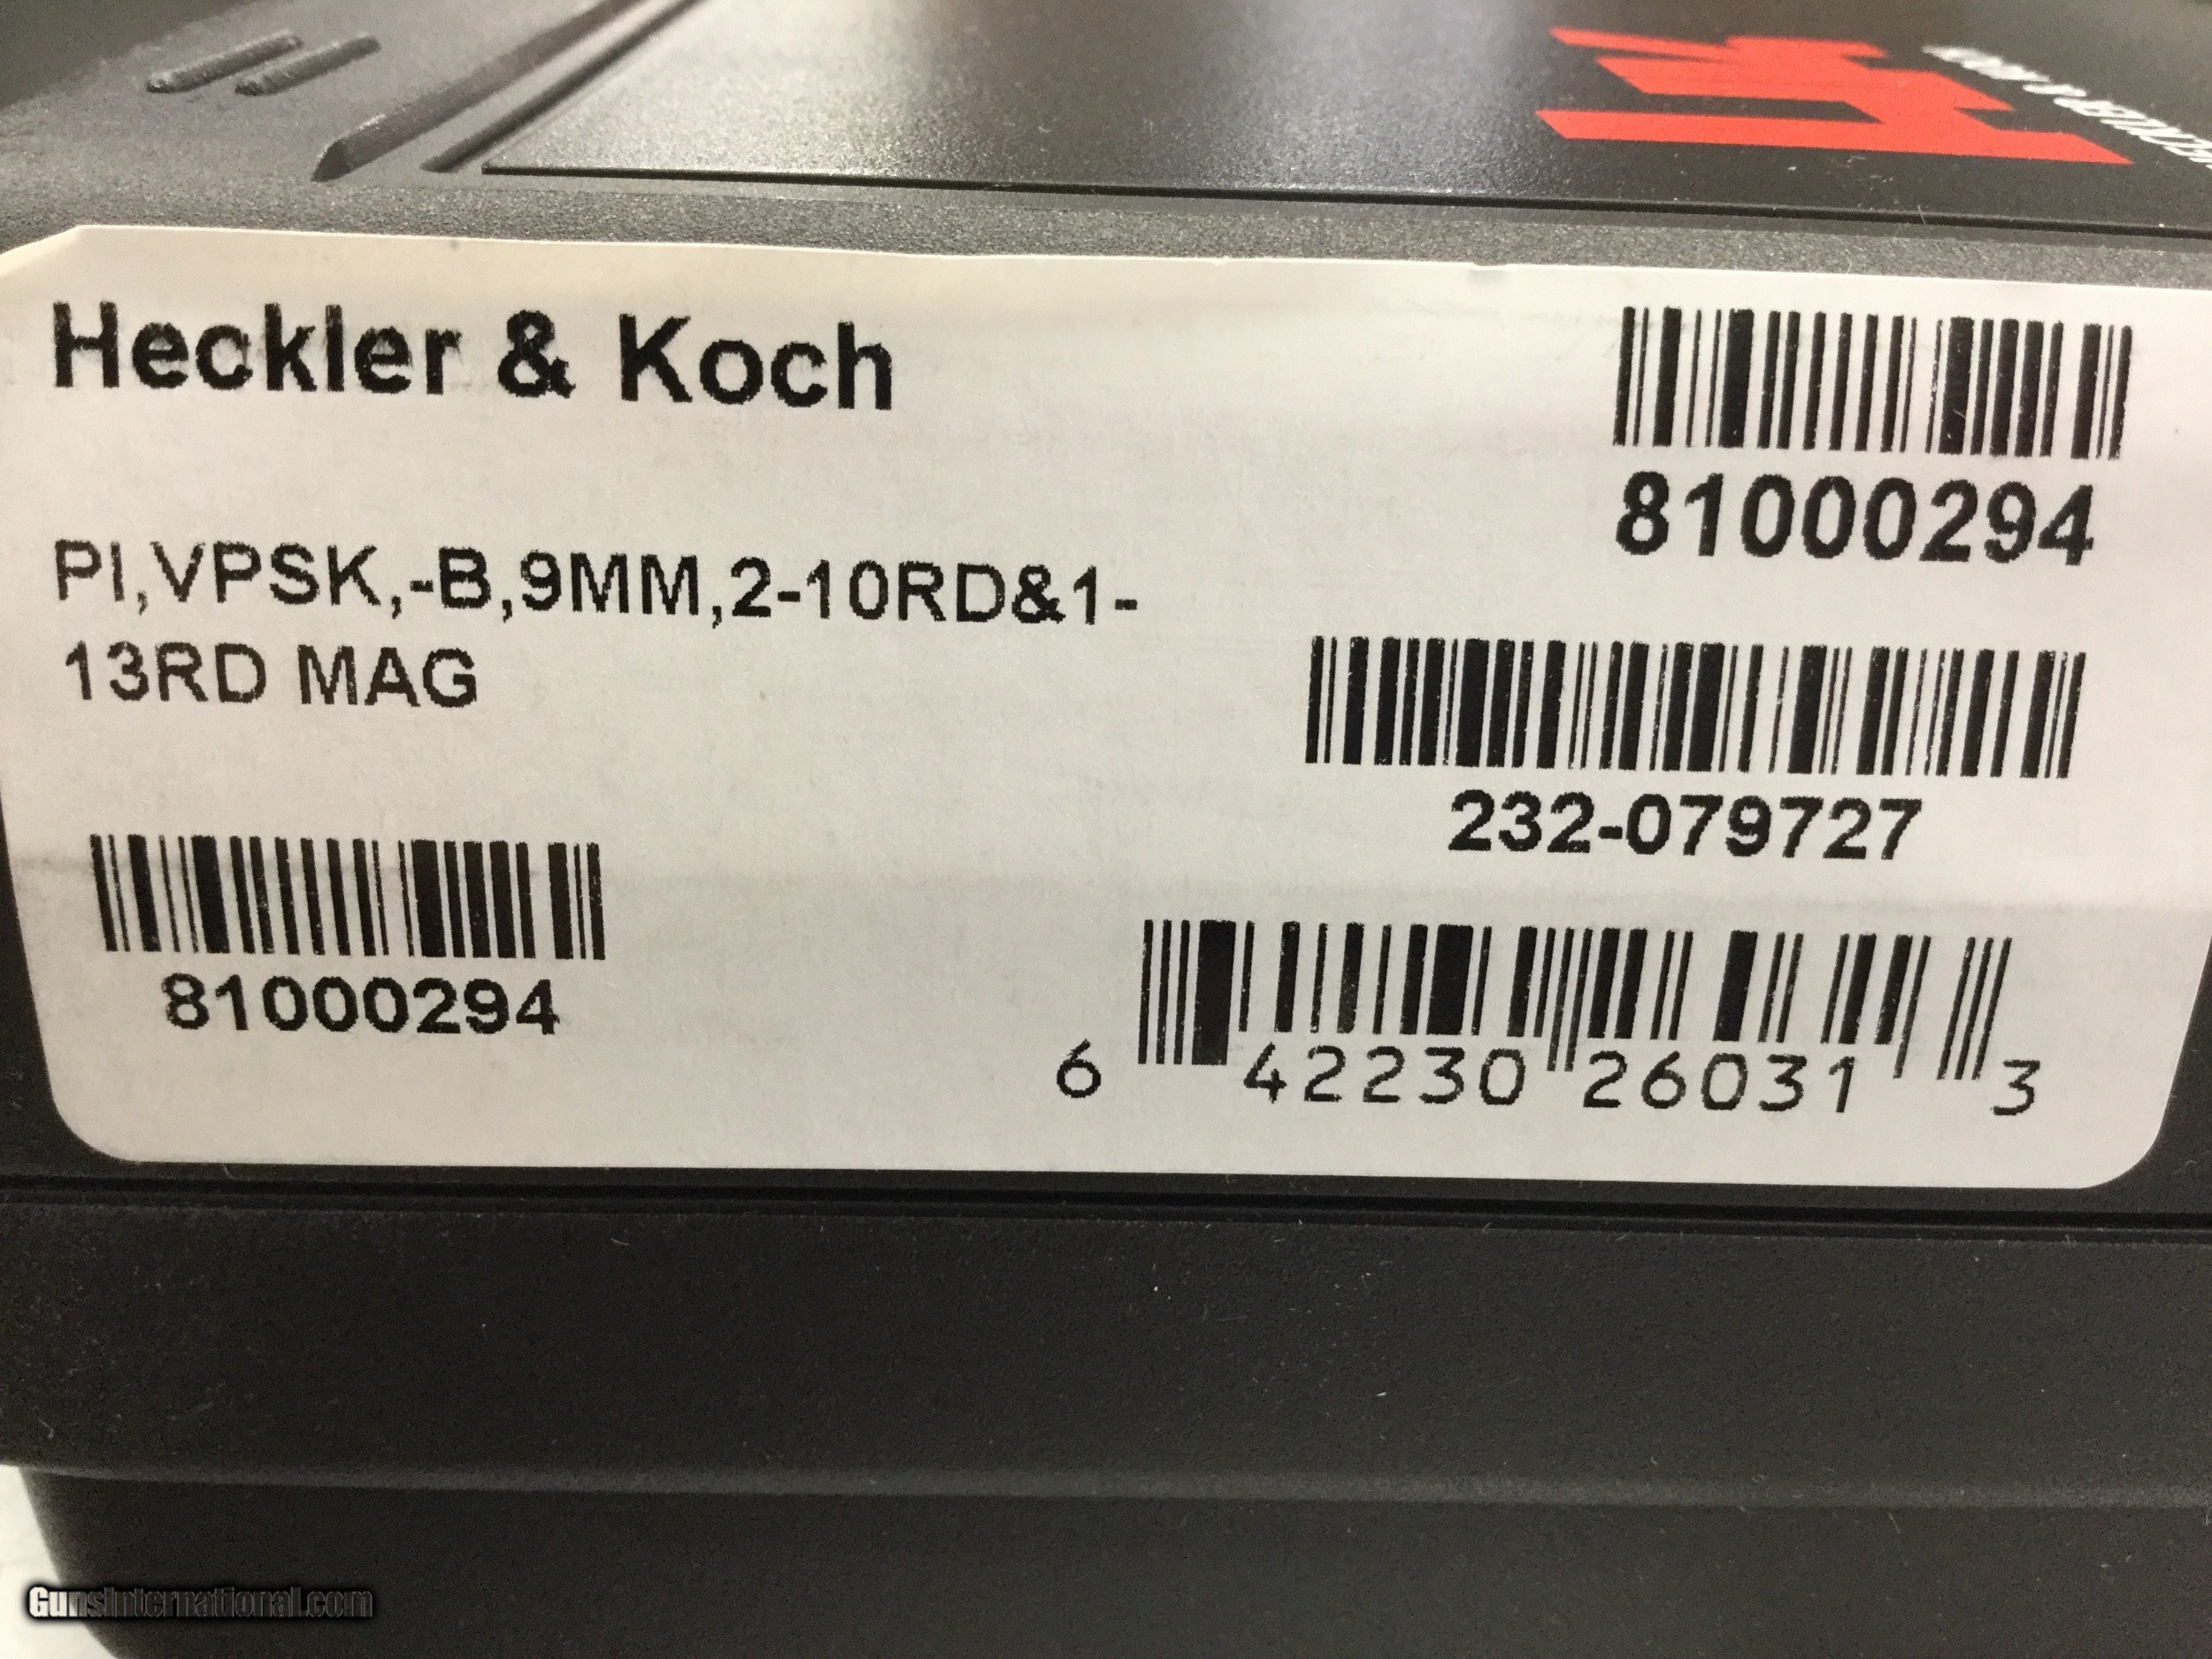 Heckler & Koch
81000294
PI,VPSK,-B,9MM,2-10RD&1-
13RD MAG
232-079727
81000294
6 42230 26031 3
GunsInternational.com